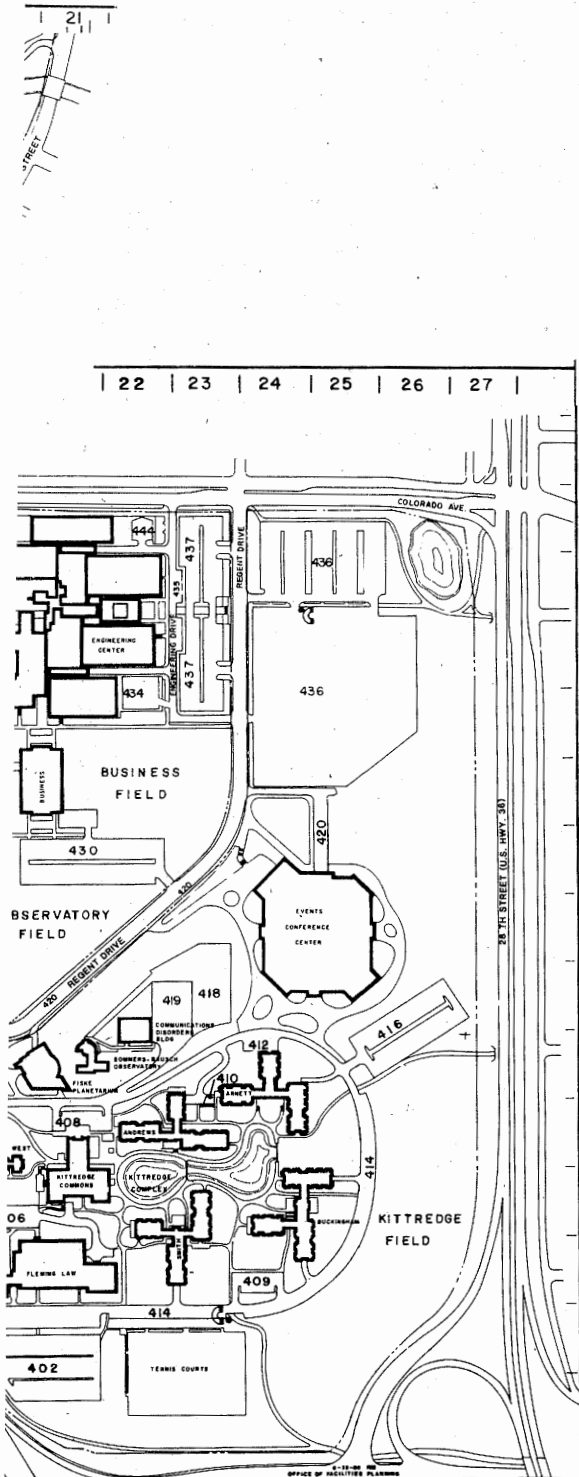 21
STREET
22 23 24 25 26 27
COLORADO AVE.
444
437
REGENT DRIVE
436
435
ENGINEERING
CENTER
ENGINEERING DRIVE
437
434
436
BUSINESS
FIELD
BUSINESS
420
28 TH STREET (U.S. HWY. 36)
430
420
EVENTS
CONFERENCE
CENTER
BSERVATORY
FIELD
REGENT DRIVE
420
419
418
416
COMMUNICATIONS
DISORDERS
BLDG
SOMMERS-BAUSCH
OBSERVATORY
FISKE
PLANETARIUM
412
410
ARNETT
408
ANDREWS
414
WEST
KITTREDGE
COMMONS
KITTREDGE
COMPLEX
06
BUCKINGHAM
KITTREDGE
FIELD
SMITH
FLEMING LAW
409
414
402
TENNIS COURTS
OFFICE OF FACILITIES PLANNING